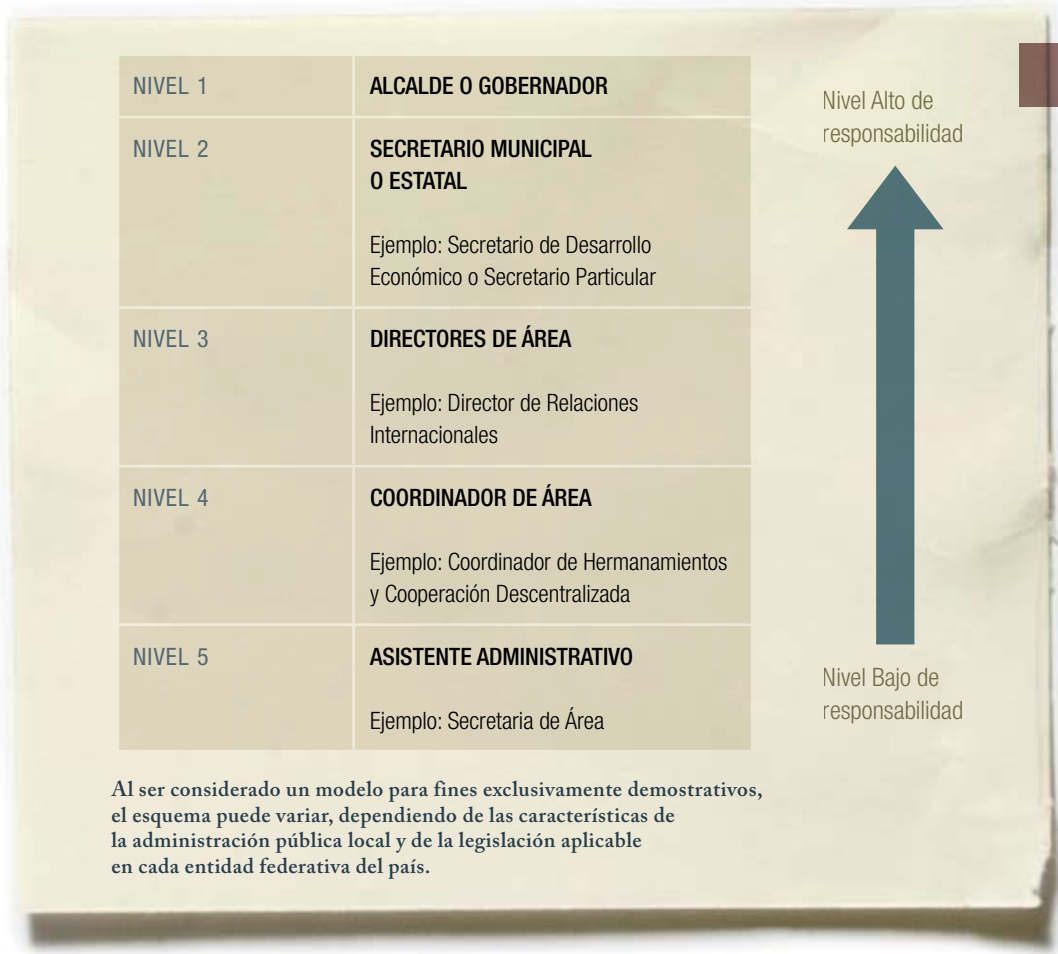 NIVEL 1
ALCALDE O GOBERNADOR
NIVEL 2
SECRETARIO MUNICIPAL
O ESTATAL
Ejemplo: Secretario de Desarrollo
Económico o Secretario Particular
NIVEL 3
DIRECTORES DE ÁREA
Ejemplo: Director de Relaciones
Internacionales
NIVEL 4
COORDINADOR DE ÁREA
Ejemplo: Coordinador de Hermanamientos
y Cooperación Descentralizada
NIVEL 5
ASISTENTE ADMINISTRATIVO
Ejemplo: Secretaria de Área
Nivel Alto de
responsabilidad
Nivel Bajo de
responsabilidad
Al ser considerado un modelo para fines exclusivamente demostrativos,
el esquema puede variar, dependiendo de las características de
la administración pública local y de la legislación aplicable
en cada entidad federativa del país.